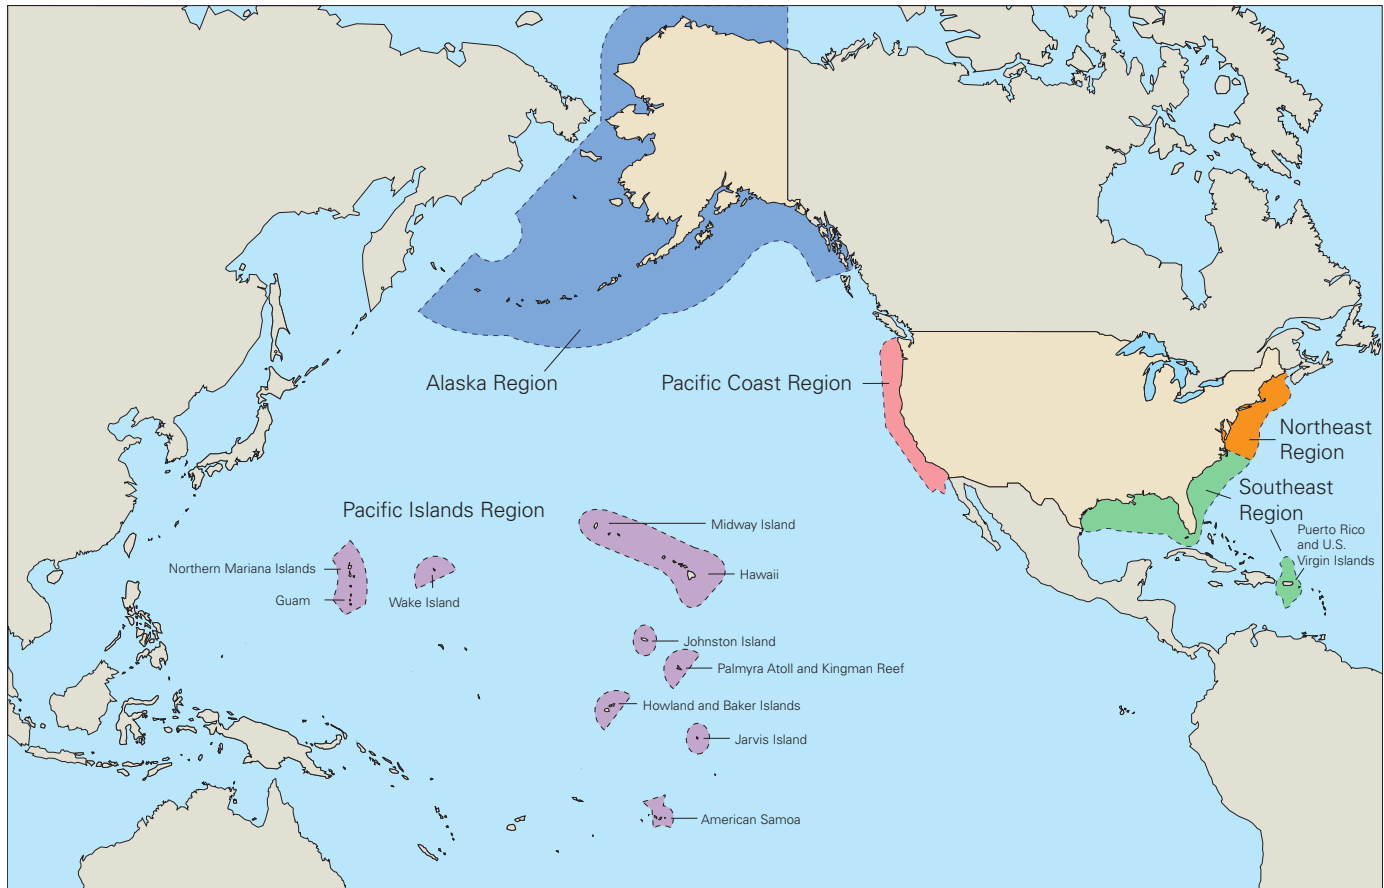 Alaska Region
Pacific Coast Region
Northeast
Region
Southeast
Region
Puerto Rico
and U.S.
Virgin Islands
Pacific Islands Region
Midway Island
Northern Mariana Islands
Hawaii
Guam
Wake Island
Johnston Island
Palmyra Atoll and Kingman Reef
Howland and Baker Islands
Jarvis Island
American Samoa